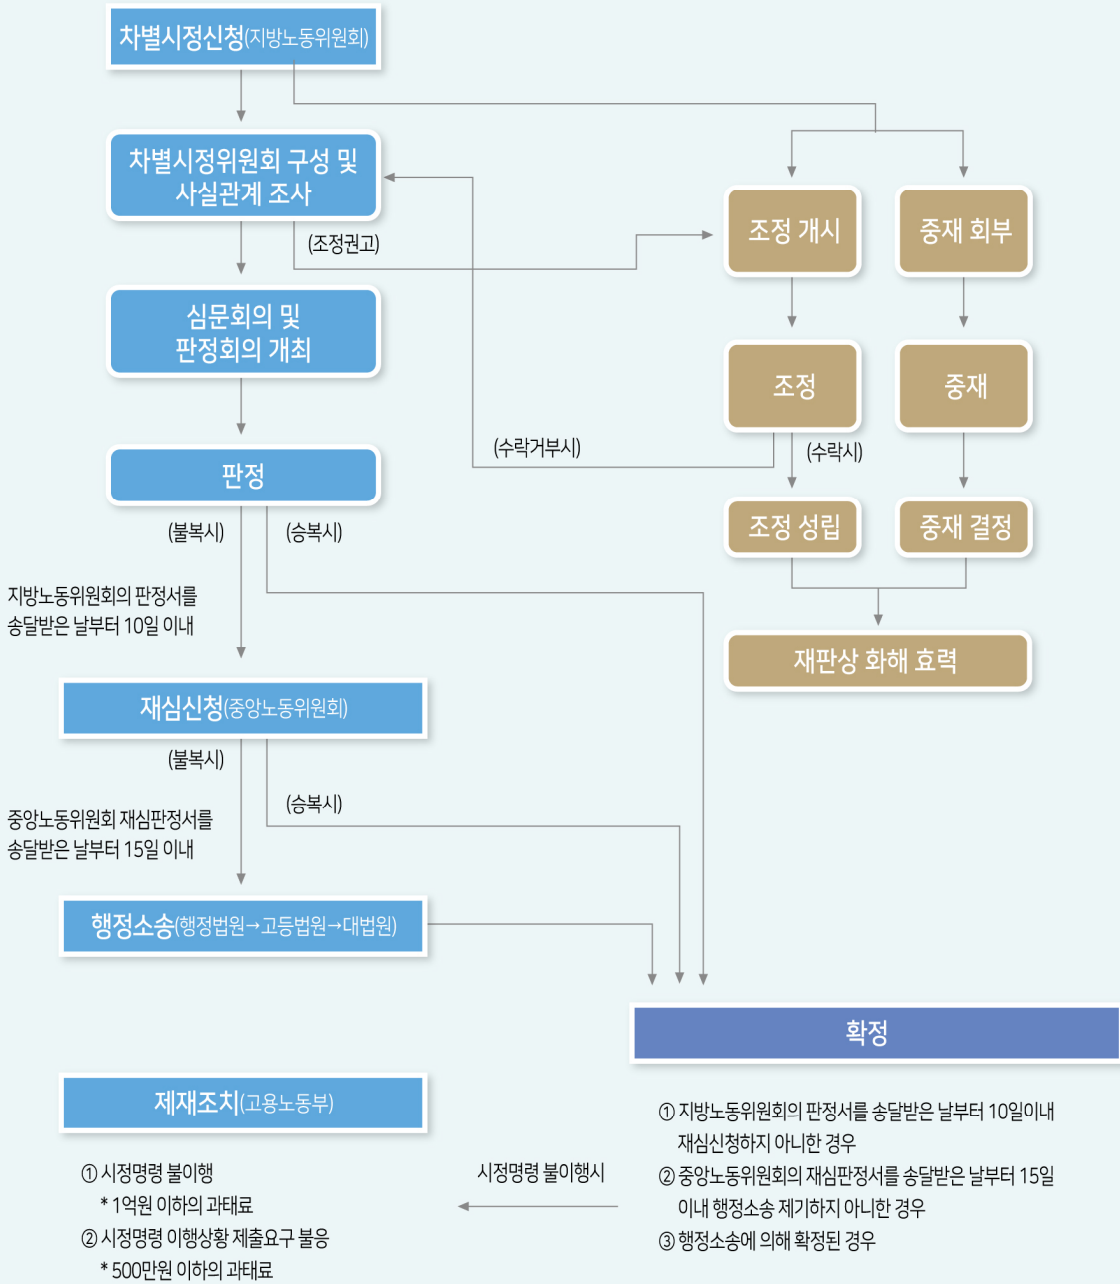 차별시정신청(지방노동위원회)
차별시정위원회 구성 및
사실관계 조사
(조정권고)
조정 개시
중재 회부
심문회의 및
판정회의 개최
조정
중재
(수락거부시)
(수락시)
판정
조정 성립
중재 결정
(불복시)
(승복시)
지방노동위원회의 판정서를
송달받은 날부터 10일 이내
재판상 화해 효력
재심신청(중앙노동위원회)
(불복시)
(승복시)
중앙노동위원회 재심판정서를
송달받은 날부터 15일 이내
행정소송(행정법원→고등법원→대법원)
확정
① 지방노동위원회의 판정서를 송달받은 날부터 10일이내
재심신청하지 아니한 경우
② 중앙노동위원회의 재심판정서를 송달받은 날부터 15일
이내 행정소송 제기하지 아니한 경우
③ 행정소송에 의해 확정된 경우
시정명령 불이행시
제재조치(고용노동부)
① 시정명령 불이행
* 1억원 이하의 과태료
② 시정명령 이행상황 제출요구 불응
* 500만원 이하의 과태료